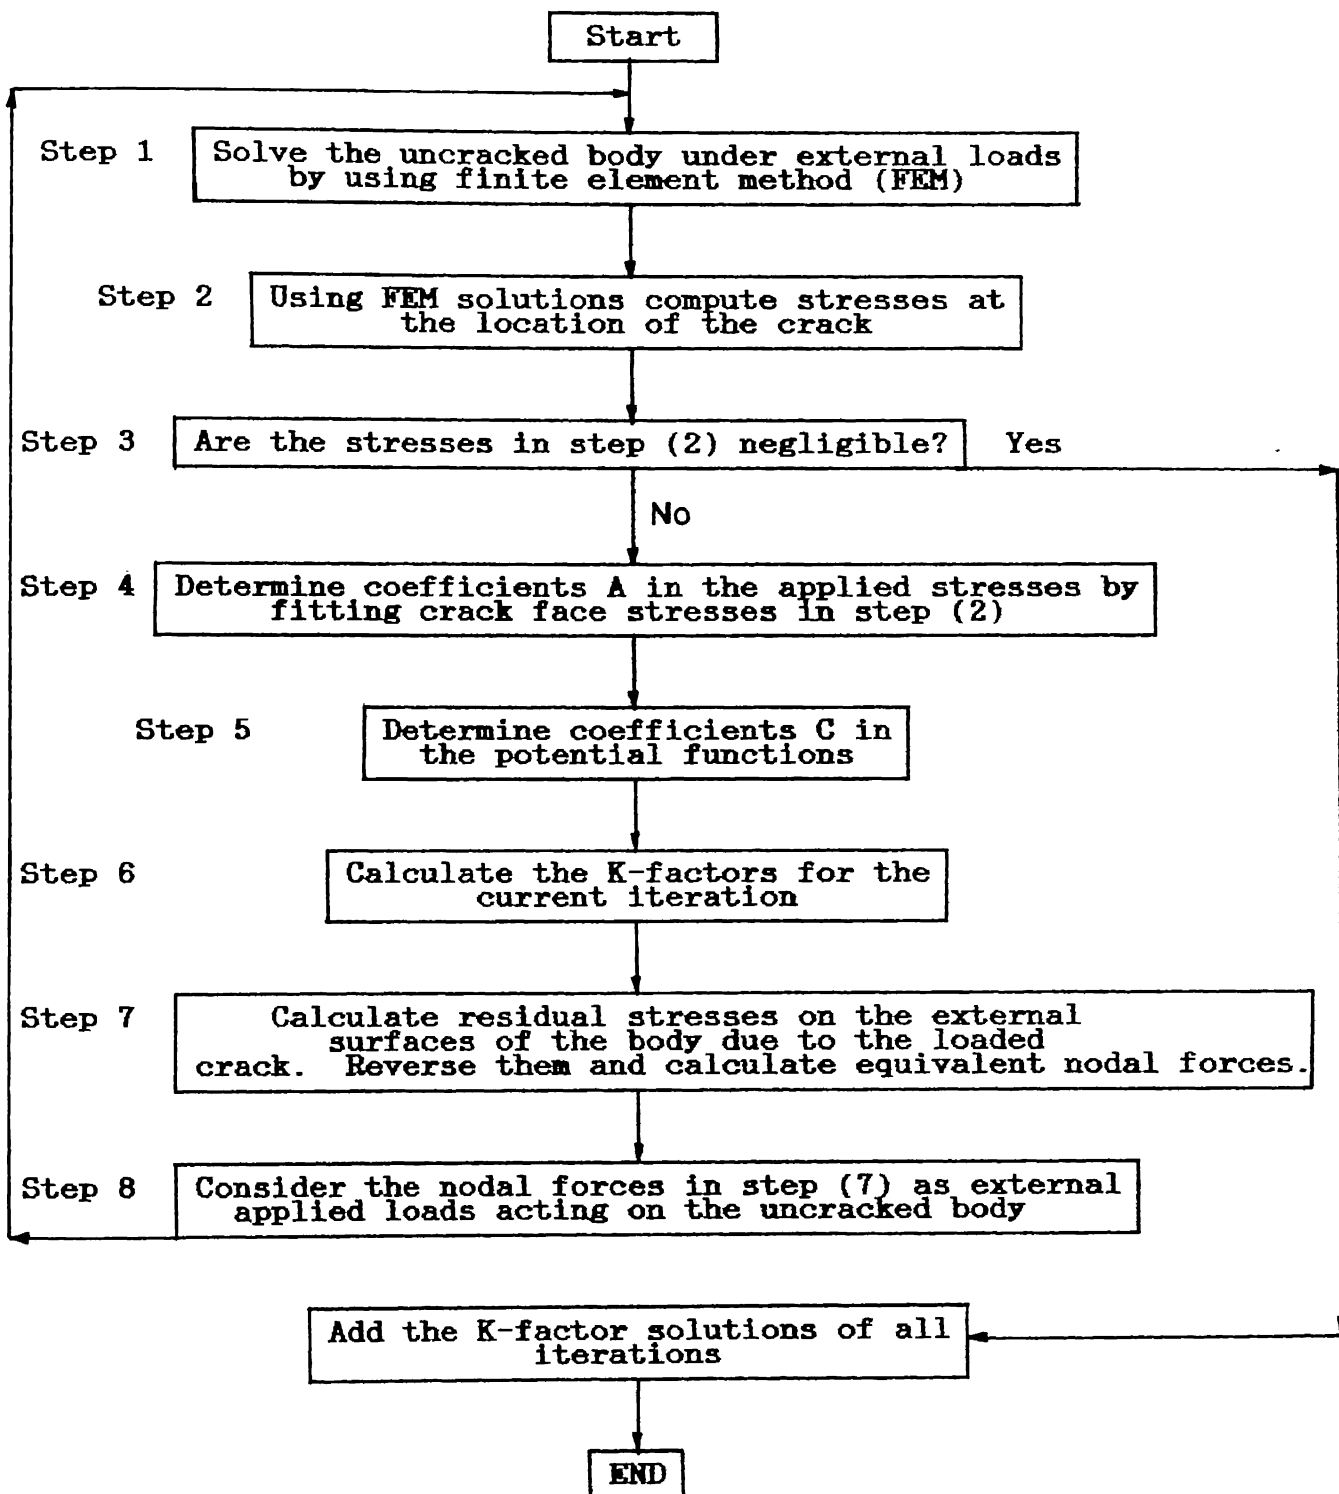 Start
Step 1
Solve the uncracked body under external loads
by using finite element method (FEM)
Step 2
Using FEM solutions compute stresses at
the location of the crack
Step 3
Are the stresses in step (2) negligible?
Yes
No
Step 4
Determine coefficients A in the applied stresses by
fitting crack face stresses in step (2)
Step 5
Determine coefficients C in
the potential functions
Step 6
Calculate the K-factors for the
current iteration
Step 7
Calculate residual stresses on the external
surfaces of the body due to the loaded
crack. Reverse them and calculate equivalent nodal forces.
Step 8
Consider the nodal forces in step (7) as external
applied loads acting on the uncracked body
Add the K-factor solutions of all
iterations
END